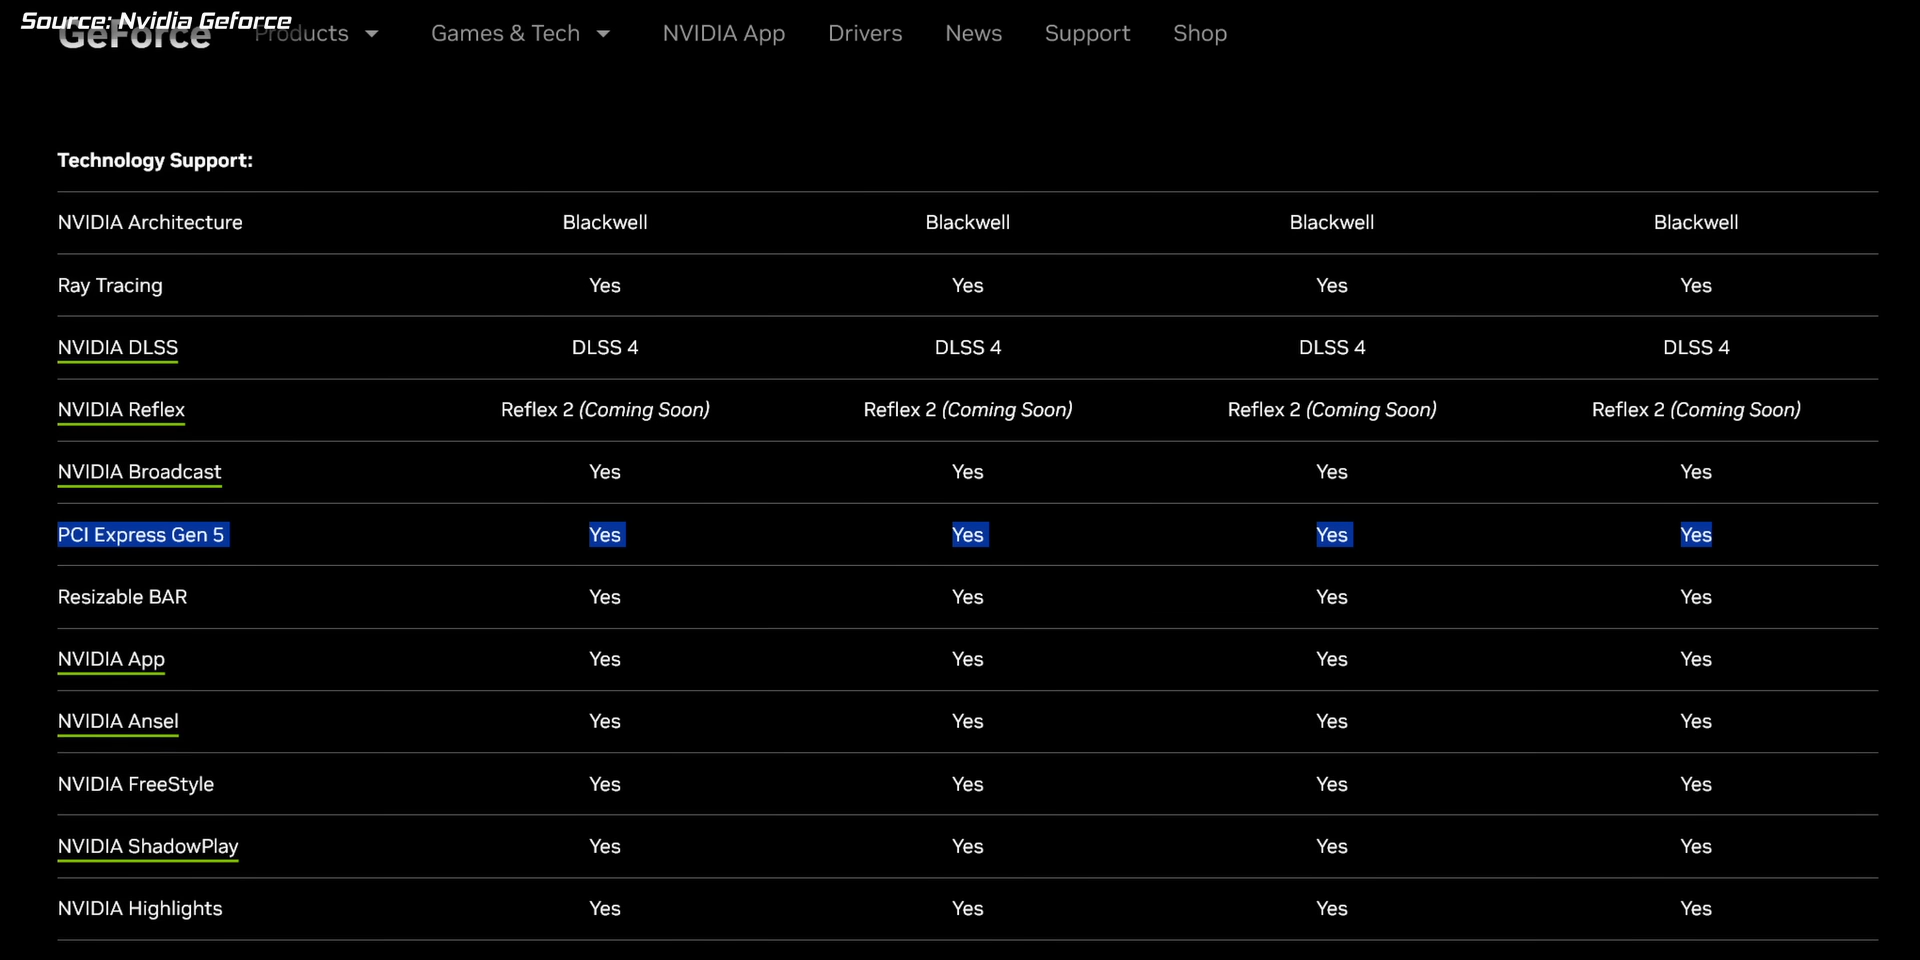 Source: Nvidia Geforce
GeForce Products Games & Tech NVIDIA App Drivers News Support Shop
Technology Support:
NVIDIA Architecture Blackwell Blackwell Blackwell Blackwell
Ray Tracing Yes Yes Yes Yes
NVIDIA DLSS DLSS 4 DLSS 4 DLSS 4 DLSS 4
NVIDIA Reflex Reflex 2 (Coming Soon) Reflex 2 (Coming Soon) Reflex 2 (Coming Soon) Reflex 2 (Coming Soon)
NVIDIA Broadcast Yes Yes Yes Yes
PCI Express Gen 5 Yes Yes Yes Yes
Resizable BAR Yes Yes Yes Yes
NVIDIA App Yes Yes Yes Yes
NVIDIA Ansel Yes Yes Yes Yes
NVIDIA FreeStyle Yes Yes Yes Yes
NVIDIA ShadowPlay Yes Yes Yes Yes
NVIDIA Highlights Yes Yes Yes Yes